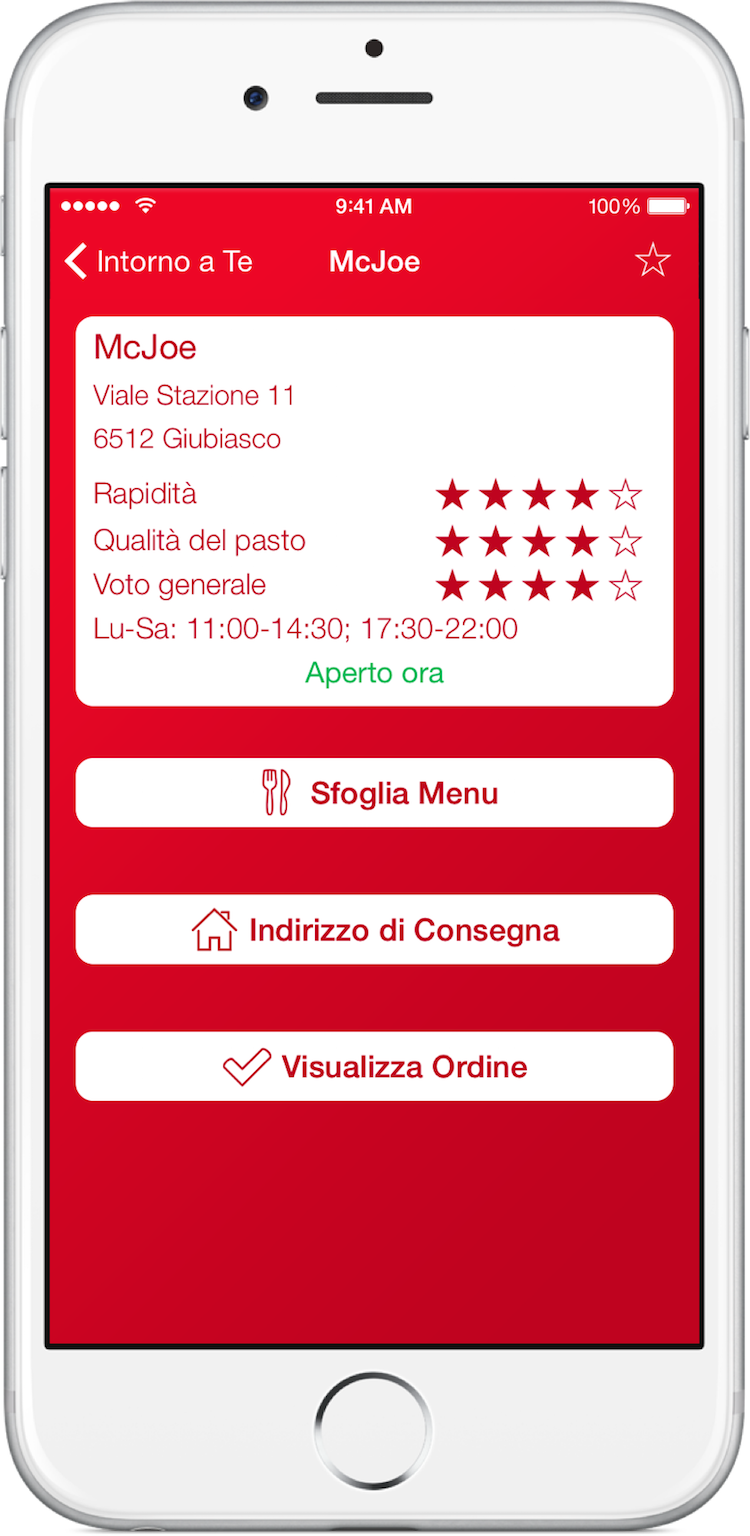 9:41 AM
100%
Intorno a Te
McJoe
McJoe
Viale Stazione 11
6512 Giubiasco
Rapidità
Qualità del pasto
Voto generale
Lu-Sa: 11:00-14:30; 17:30-22:00
Aperto ora
Sfoglia Menu
Indirizzo di Consegna
Visualizza Ordine